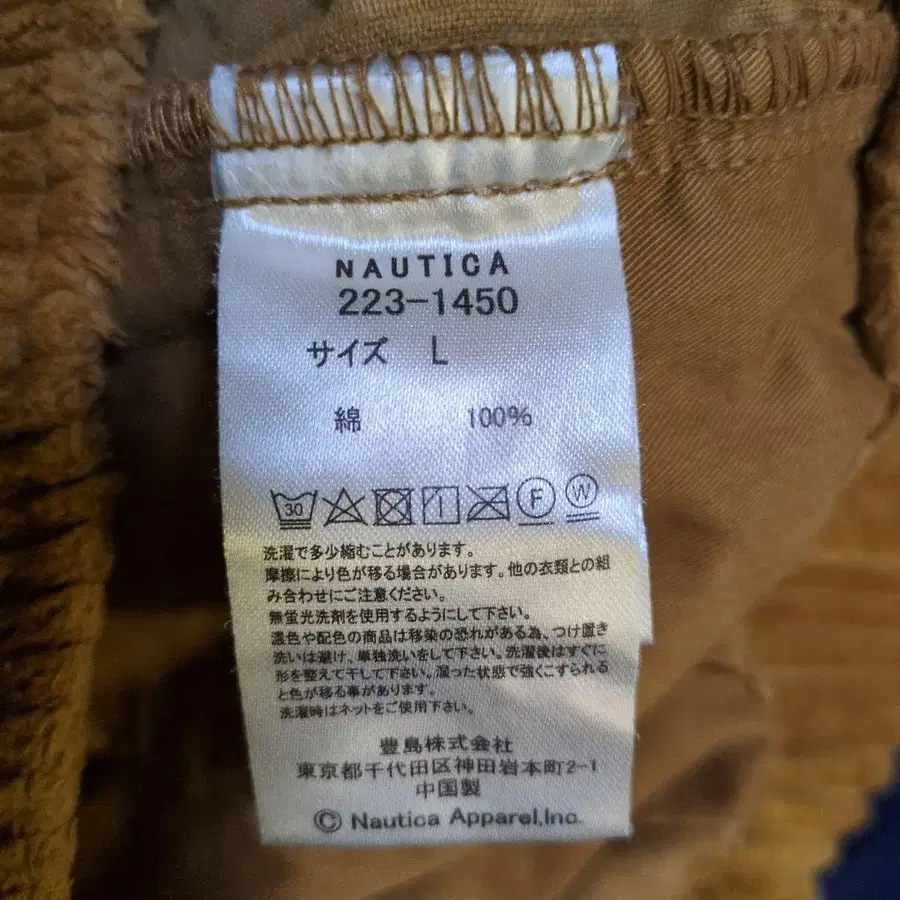 NAUTICA
223-1450
サイズ L
綿 100%
30 F W
洗濯で多少縮むことがあります。
摩擦により色が移る場合があります。他の衣類との組
み合わせにご注意ください。
無蛍光洗剤を使用するようにして下さい。
濃色や配色の商品は移染の恐れがある為、つけ置き
洗いは避け、単独洗いをして下さい。洗濯後はすぐに
形を整えて干して下さい。湿った状態で強くこすられる
と色が移る事があります。
洗濯時はネットをご使用下さい。
豊島株式会社
東京都千代田区神田岩本町2-1
中国製
© Nautica Apparel,Inc.